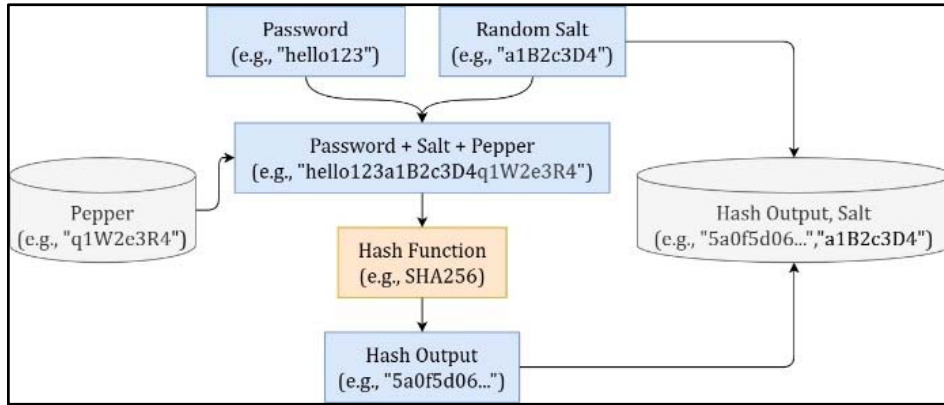 Password
(e.g., "hello123")
Random Salt
(e.g., "a1B2c3D4")
Password + Salt + Pepper
(e.g., "hello123a1B2c3D4q1W2e3R4")
Pepper
(e.g., "q1W2e3R4")
Hash Output, Salt
(e.g., "5a0f5d06...","a1B2c3D4")
Hash Function
(e.g., SHA256)
Hash Output
(e.g., "5a0f5d06...")